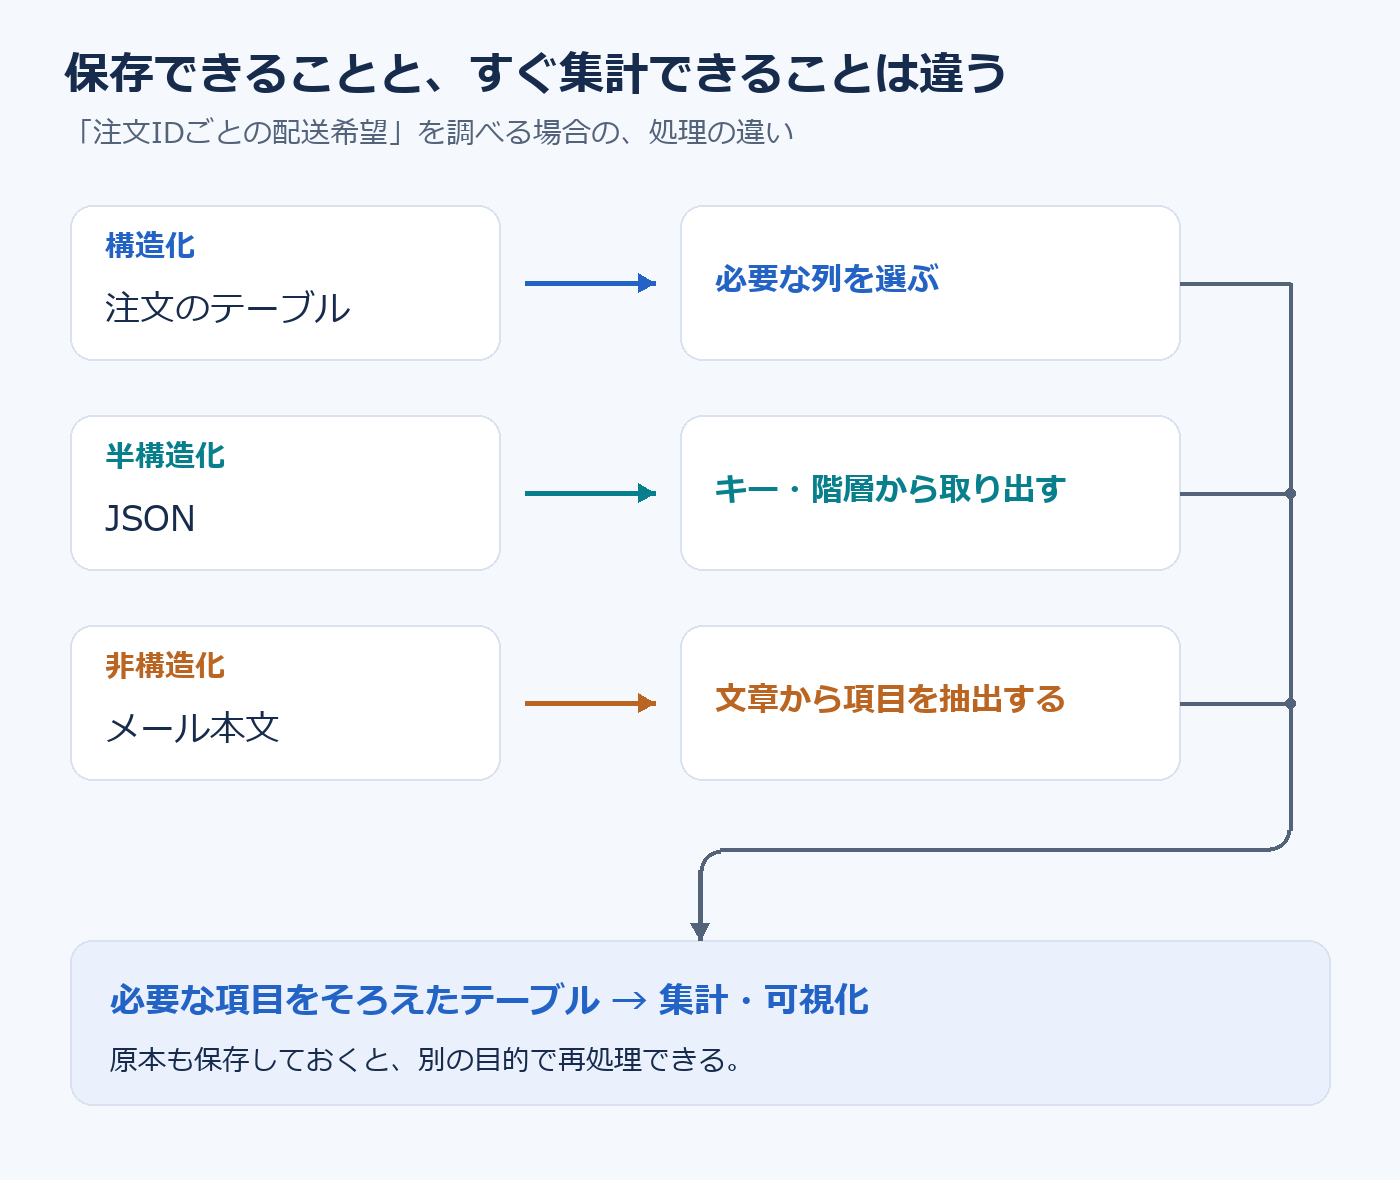 保存できることと、すぐ集計できることは違う
「注文IDごとの配送希望」を調べる場合の、処理の違い
構造化
注文のテーブル
必要な列を選ぶ
半構造化
JSON
キー・階層から取り出す
非構造化
メール本文
文章から項目を抽出する
必要な項目をそろえたテーブル → 集計・可視化
原本も保存しておくと、別の目的で再処理できる。